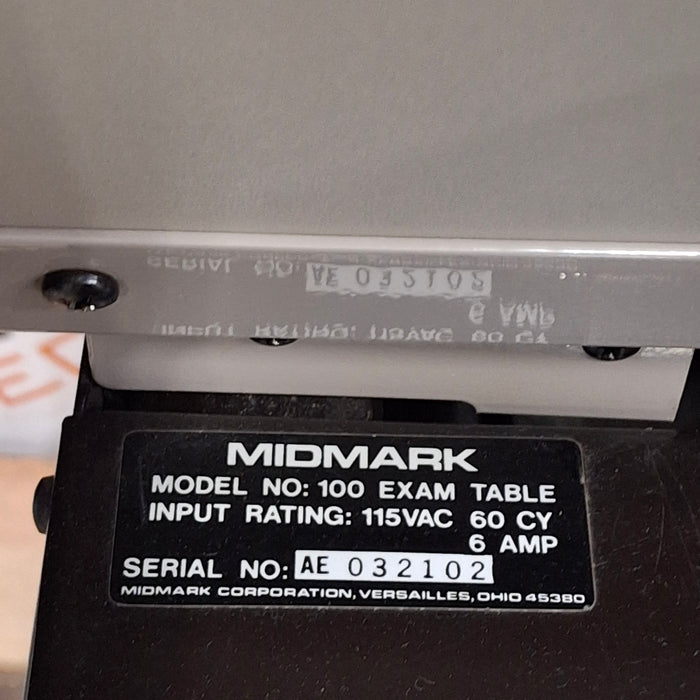 MIDMARK
MODEL NO: 100 EXAM TABLE
INPUT RATING: 115VAC 60 CY
6 AMP
SERIAL NO: AE 032102
MIDMARK CORPORATION, VERSAILLES, OHIO 45380